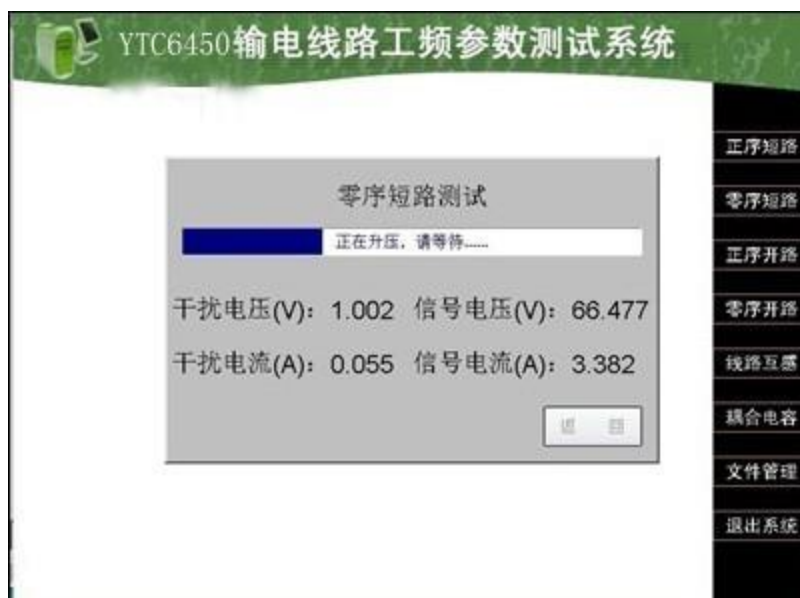 YTC6450输电线路工频参数测试系统
零序短路测试
正在升压，请等待......
干扰电压(V)：1.002 信号电压(V)：66.477
干扰电流(A)：0.055 信号电流(A)：3.382
返 回
正序短路
零序短路
正序开路
零序开路
线路互感
耦合电容
文件管理
退出系统